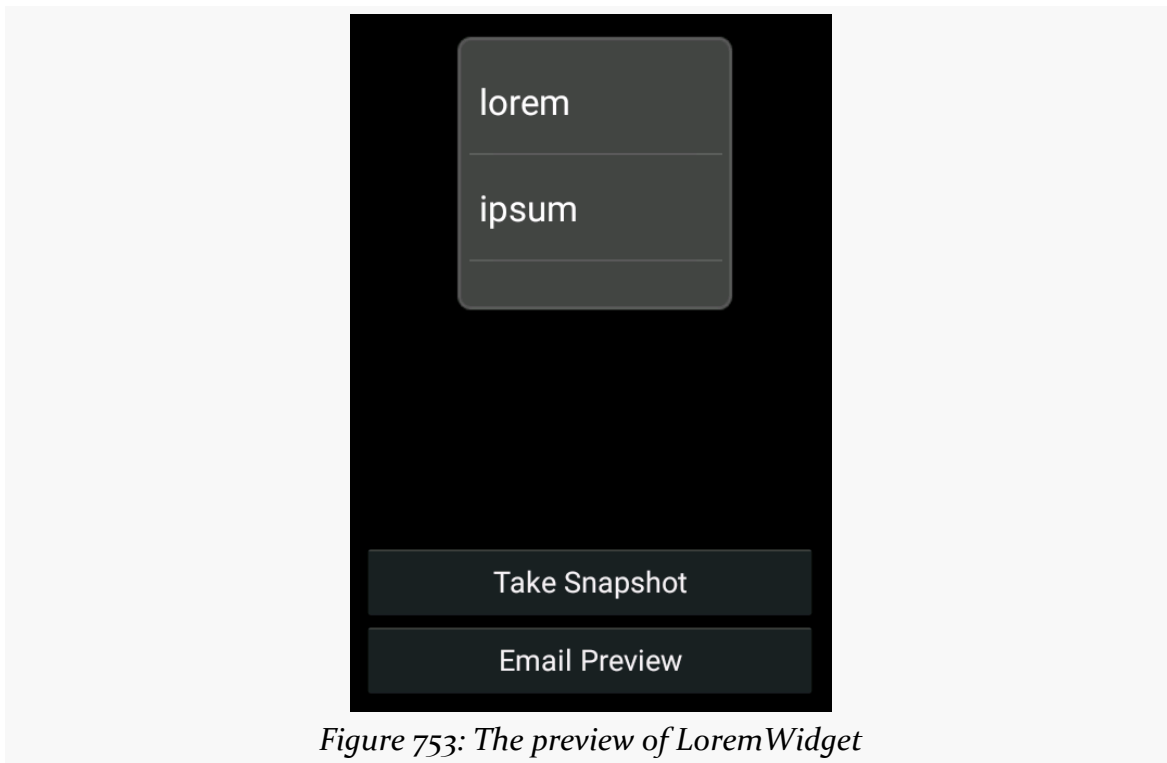 lorem
ipsum
Take Snapshot
Email Preview
Figure 753: The preview of LoremWidget